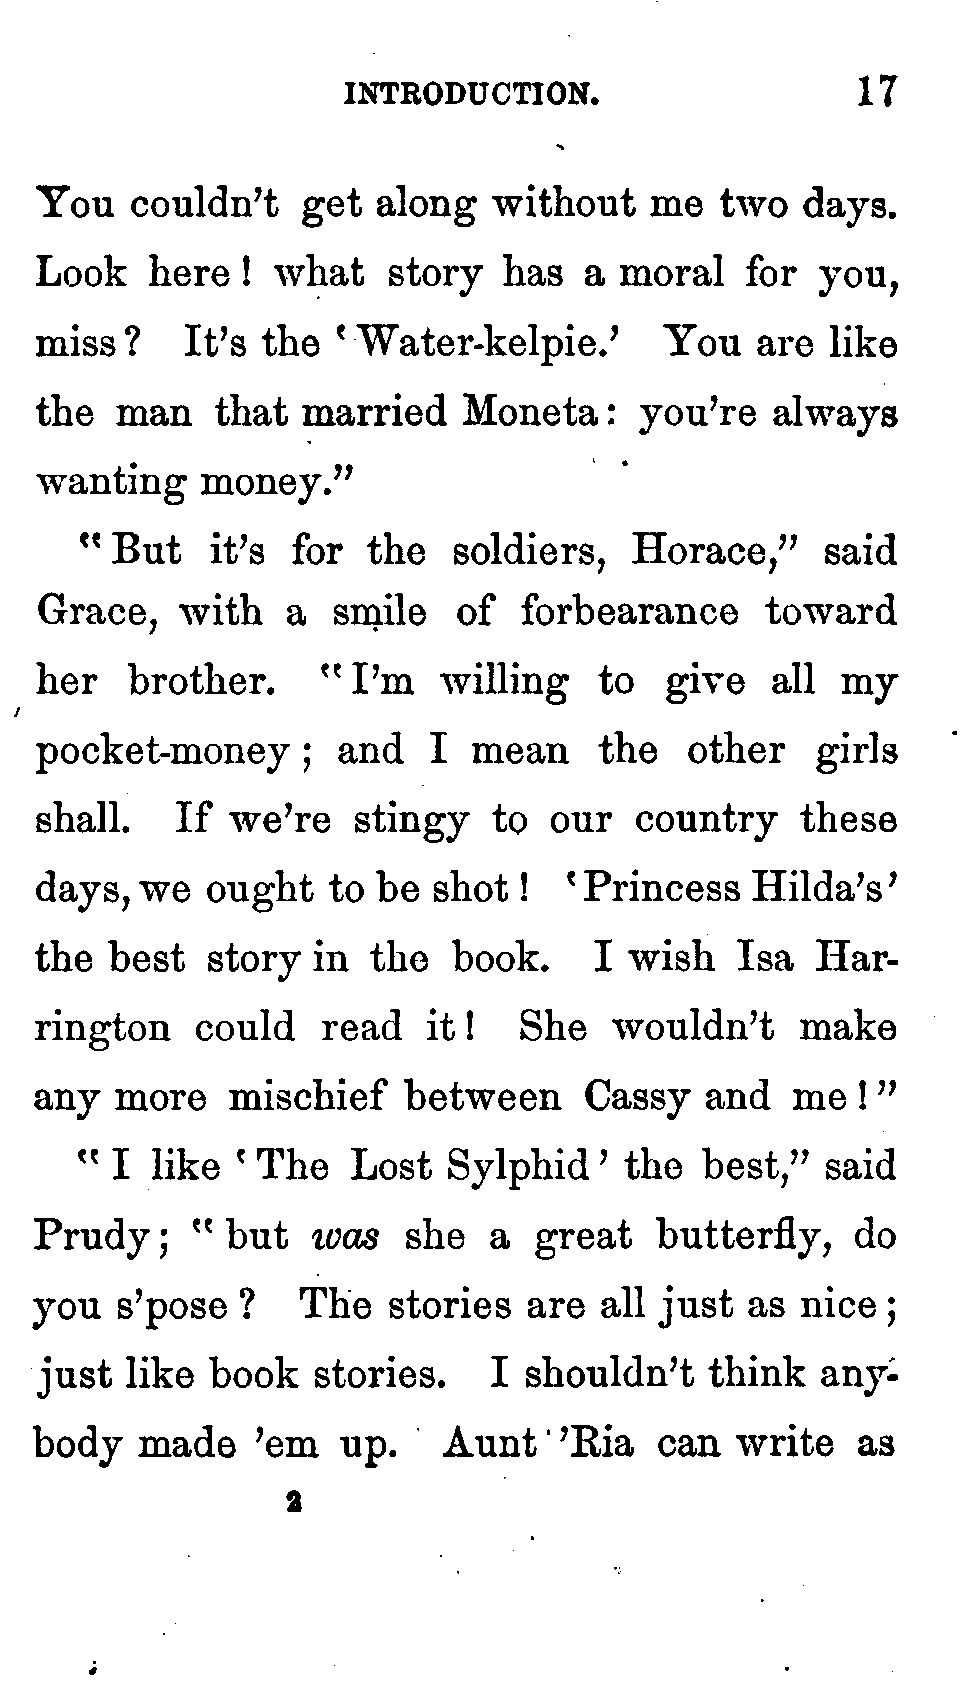 INTRODUCTION. 17
You couldn't get along without me two days.
Look here! what story has a moral for you,
miss? It's the 'Water-kelpie.' You are like
the man that married Moneta: you're always
wanting money."
"But it's for the soldiers, Horace," said
Grace, with a smile of forbearance toward
her brother. "I'm willing to give all my
pocket-money; and I mean the other girls
shall. If we're stingy to our country these
days, we ought to be shot! 'Princess Hilda's'
the best story in the book. I wish Isa Har-
rington could read it! She wouldn't make
any more mischief between Cassy and me!"
"I like 'The Lost Sylphid' the best," said
Prudy; "but was she a great butterfly, do
you s'pose? The stories are all just as nice;
just like book stories. I shouldn't think any-
body made 'em up. Aunt 'Ria can write as
2